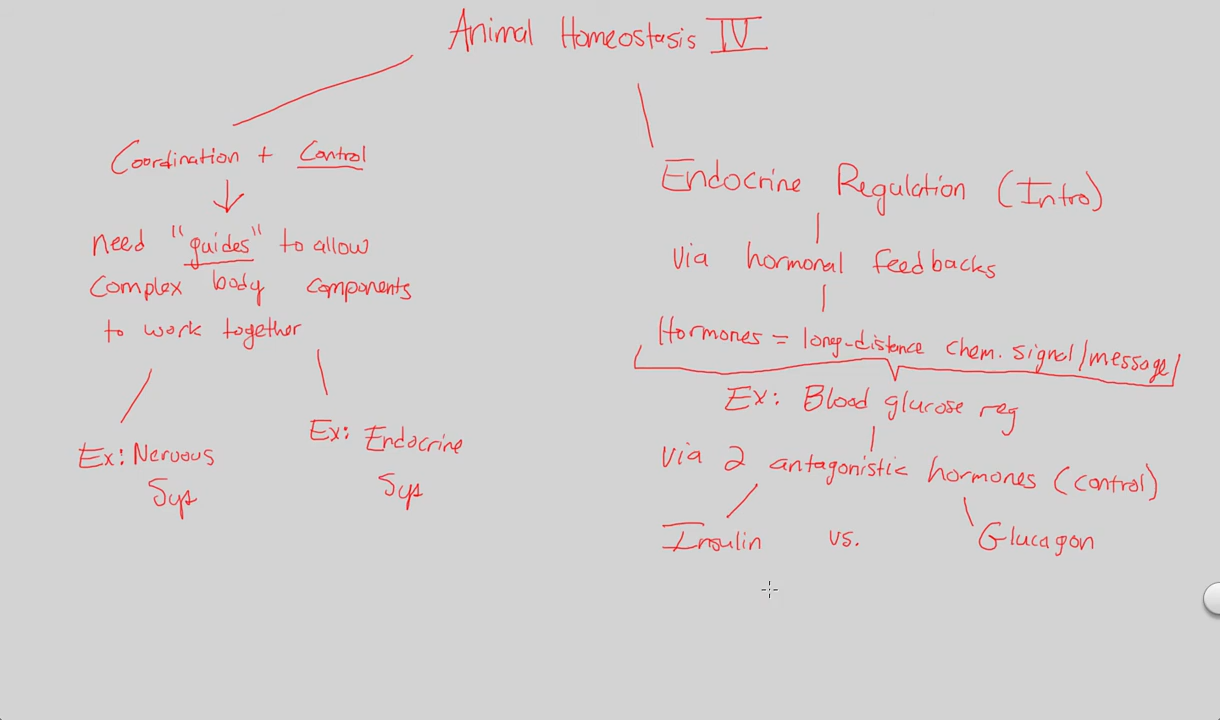 Animal Homeostasis IV
Coordination + Control
need "guides" to allow
complex body components
to work together
Ex: Nervous
Sys
Ex: Endocrine
Sys
Endocrine Regulation (Intro)
via hormonal feedbacks
Hormones = long-distance chem. signal/message
Ex: Blood glucose reg
via 2 antagonistic hormones (control)
Insulin vs. Glucagon